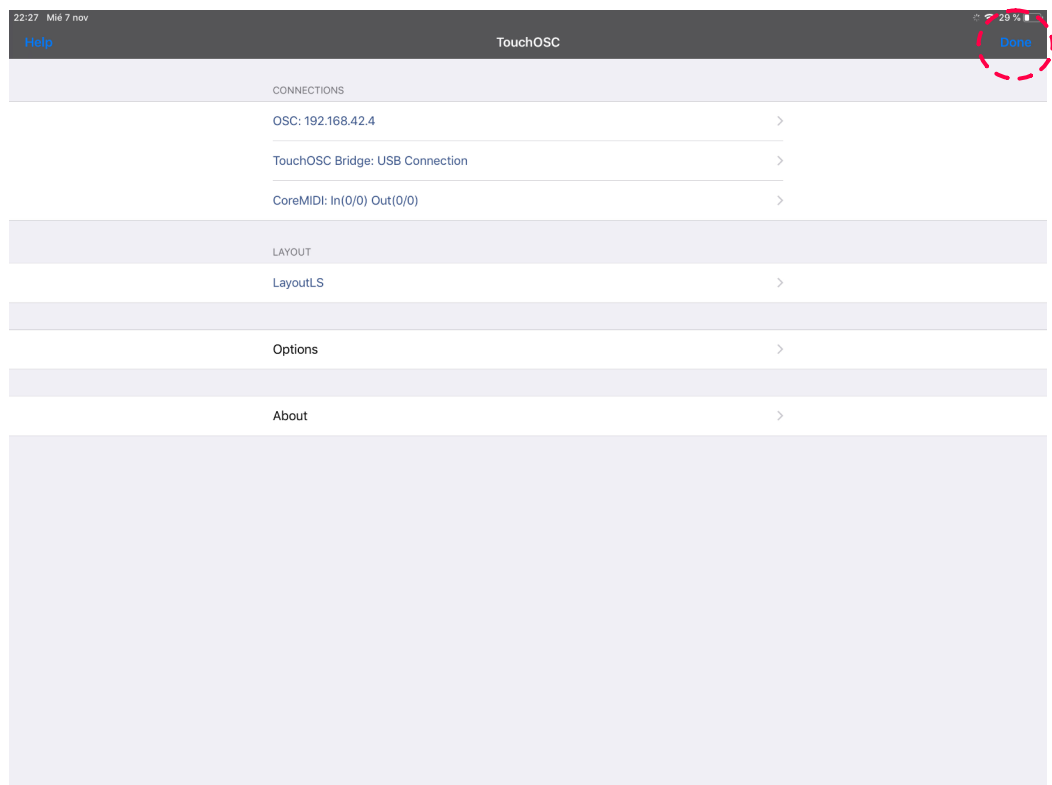 22:27 Mié 7 nov 29 %
Help TouchOSC Done
CONNECTIONS
OSC: 192.168.42.4
TouchOSC Bridge: USB Connection
CoreMIDI: In(0/0) Out(0/0)
LAYOUT
LayoutLS
Options
About